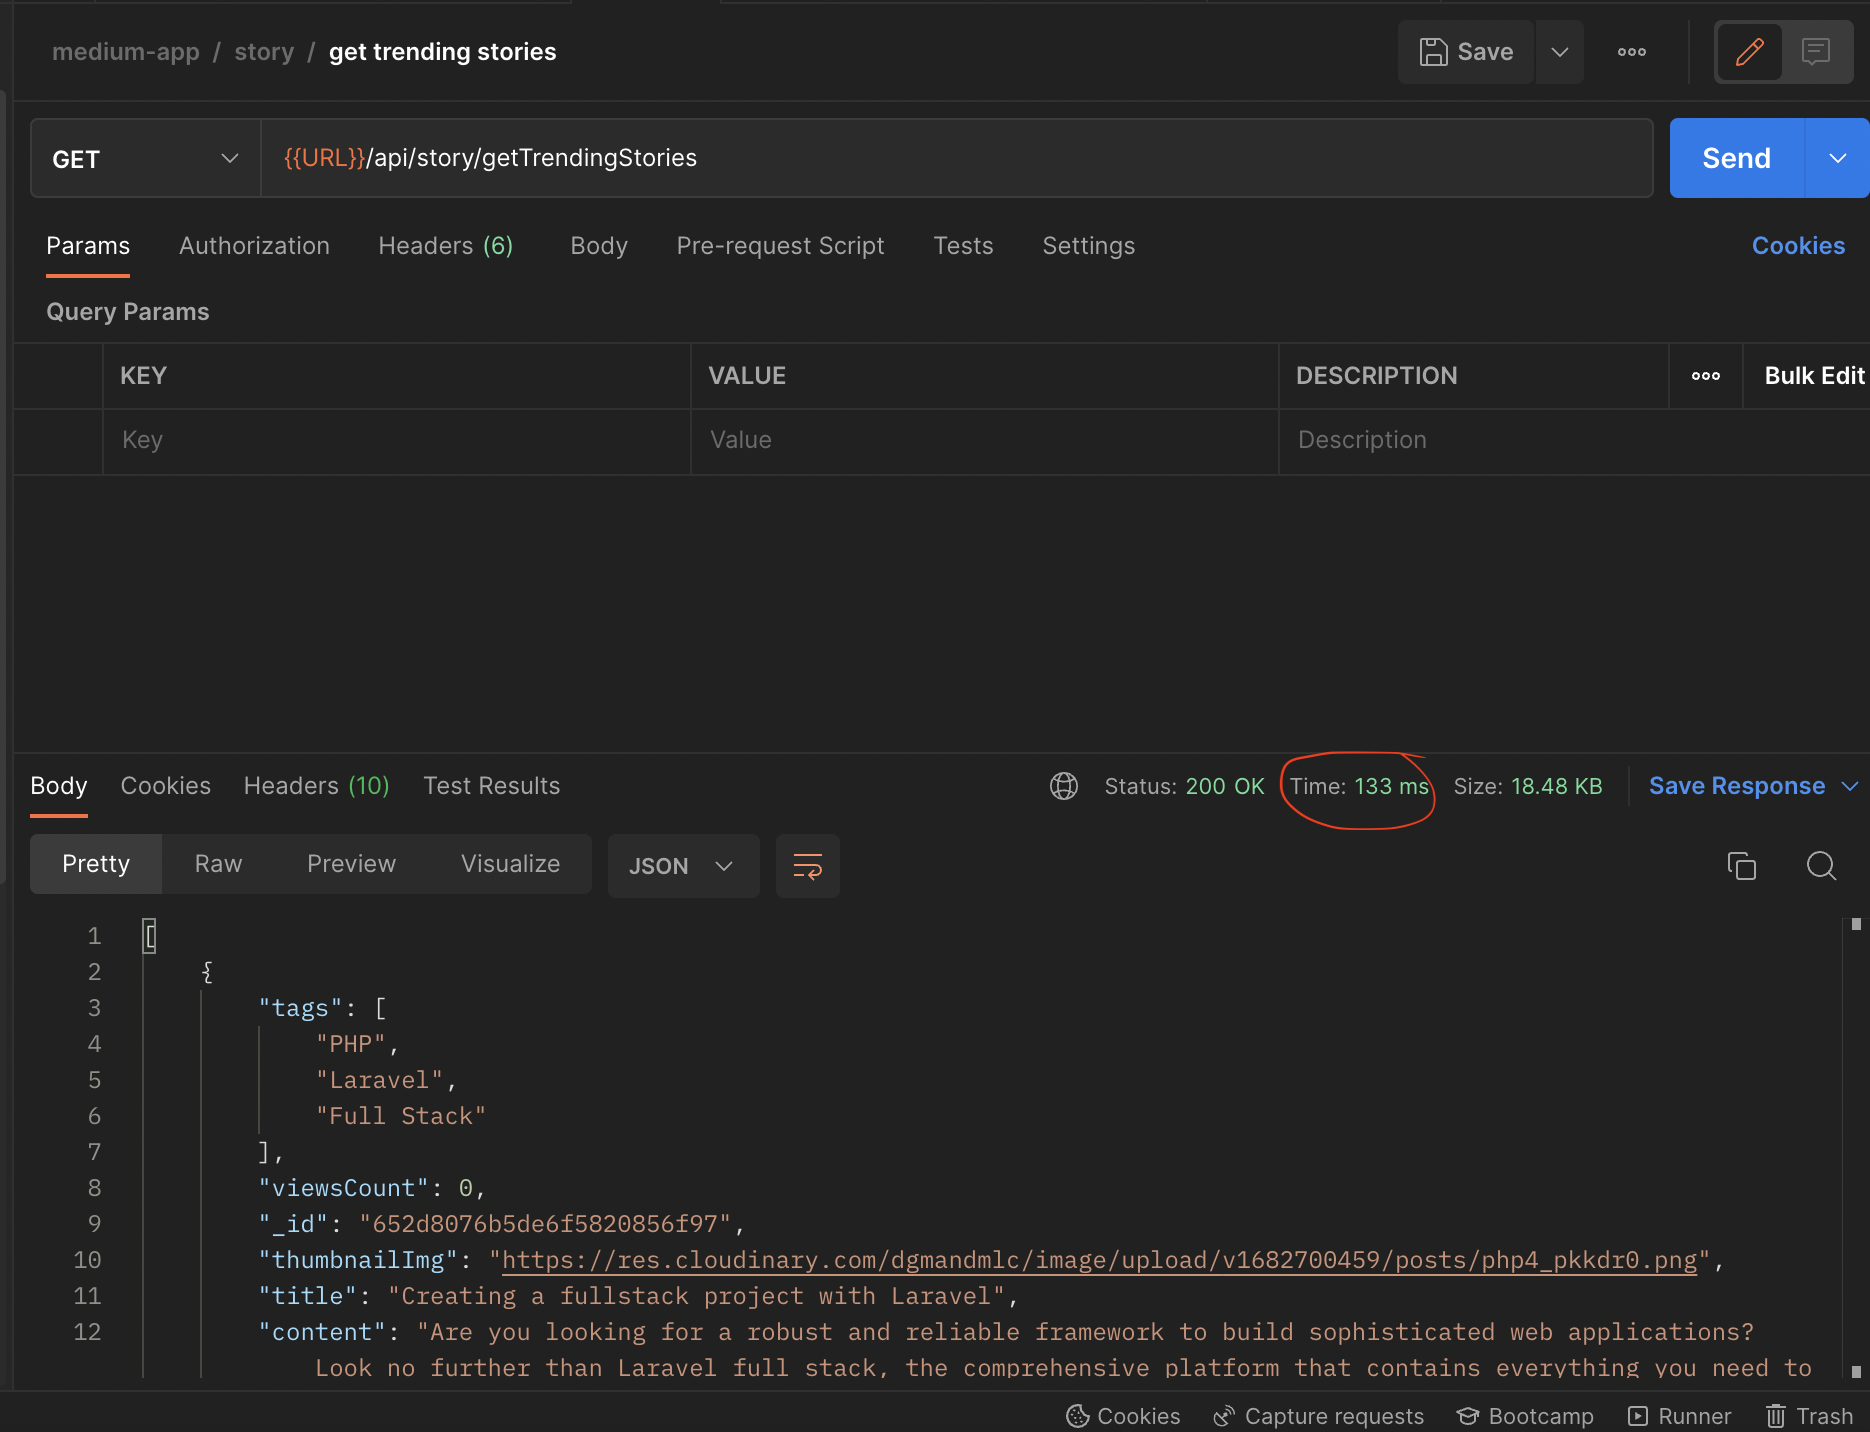 medium-app / story / get trending stories
Save
GET
{{URL}}/api/story/getTrendingStories
Send
Params Authorization Headers (6) Body Pre-request Script Tests Settings Cookies
Query Params
KEY VALUE DESCRIPTION Bulk Edit
Key Value Description
Body Cookies Headers (10) Test Results Status: 200 OK Time: 133 ms Size: 18.48 KB Save Response
Pretty Raw Preview Visualize JSON
1 [
2 {
3 "tags": [
4 "PHP",
5 "Laravel",
6 "Full Stack"
7 ],
8 "viewsCount": 0,
9 "_id": "652d8076b5de6f5820856f97",
10 "thumbnailImg": "https://res.cloudinary.com/dgmandmlc/image/upload/v1682700459/posts/php4_pkkdr0.png",
11 "title": "Creating a fullstack project with Laravel",
12 "content": "Are you looking for a robust and reliable framework to build sophisticated web applications?
Look no further than Laravel full stack, the comprehensive platform that contains everything you need to
Cookies Capture requests Bootcamp Runner Trash